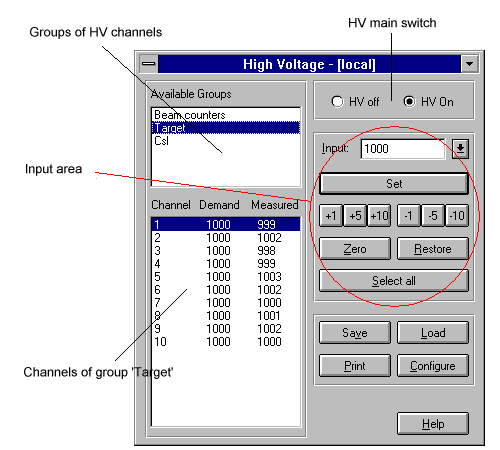 HV main switch
Groups of HV channels
High Voltage - [local]
Available Groups
Beam counters
Target
CsI
HV off HV On
Input: 1000
Input area
Set
+1 +5 +10 -1 -5 -10
Zero Restore
Select all
Channel Demand Measured
1 1000 999
2 1000 1002
3 1000 998
4 1000 999
5 1000 1003
6 1000 1002
7 1000 1000
8 1000 1001
9 1000 1002
10 1000 1000
Channels of group 'Target'
Save Load
Print Configure
Help